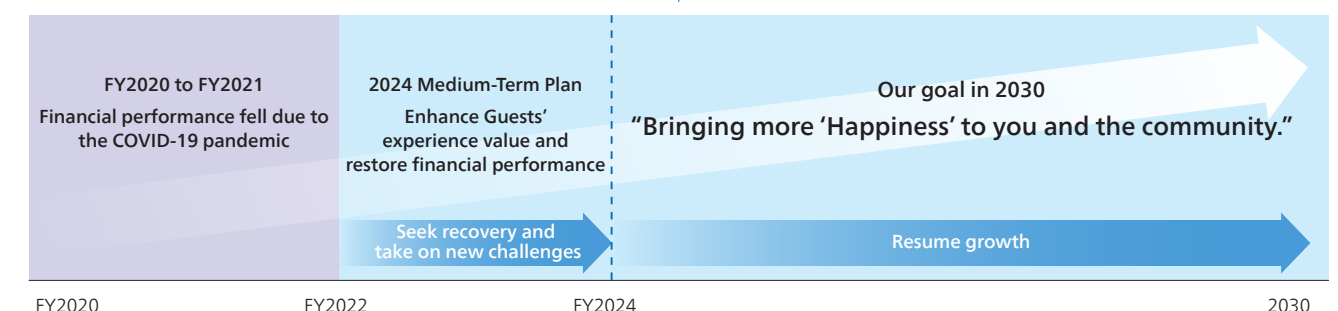 FY2020 to FY2021
Financial performance fell due to
the COVID-19 pandemic
2024 Medium-Term Plan
Enhance Guests’
experience value and
restore financial performance
Our goal in 2030
“Bringing more ‘Happiness’ to you and the community.”
Seek recovery and
take on new challenges
Resume growth
FY2020
FY2022
FY2024
2030